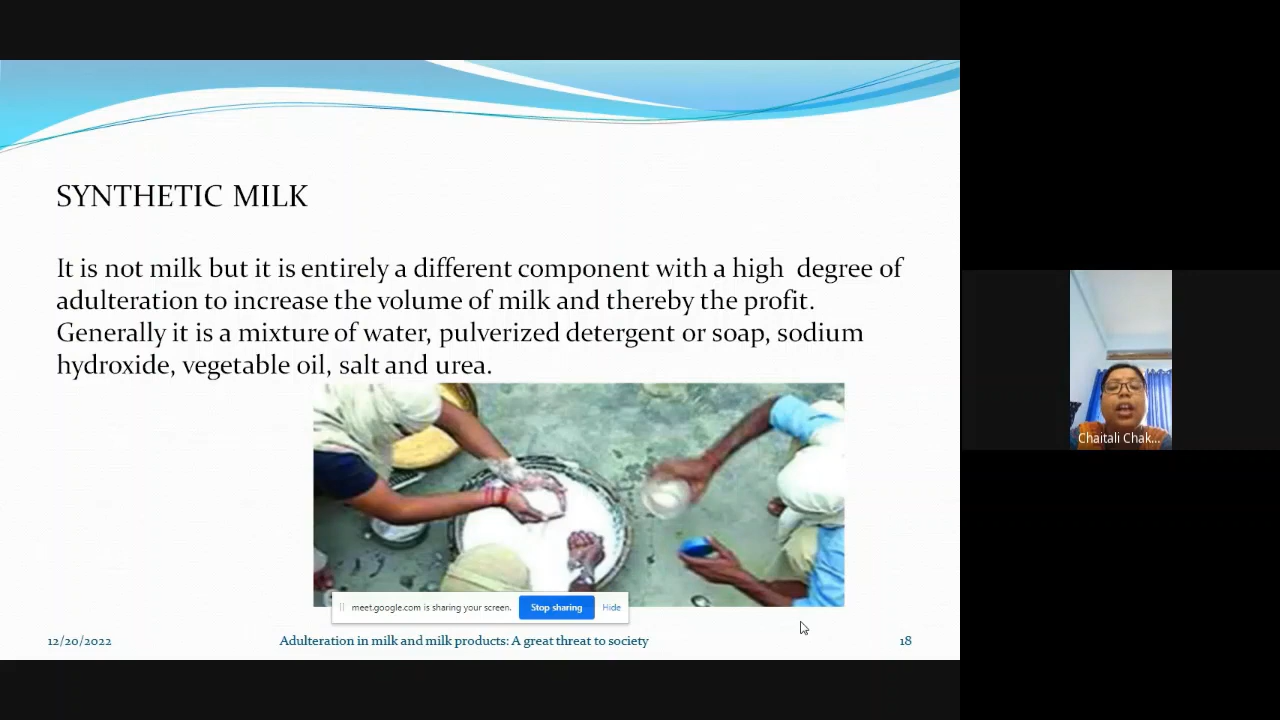 SYNTHETIC MILK
It is not milk but it is entirely a different component with a high degree of
adulteration to increase the volume of milk and thereby the profit.
Generally it is a mixture of water, pulverized detergent or soap, sodium
hydroxide, vegetable oil, salt and urea.
meet.google.com is sharing your screen. Stop sharing Hide
12/20/2022 Adulteration in milk and milk products: A great threat to society 18
Chaitali Chak...